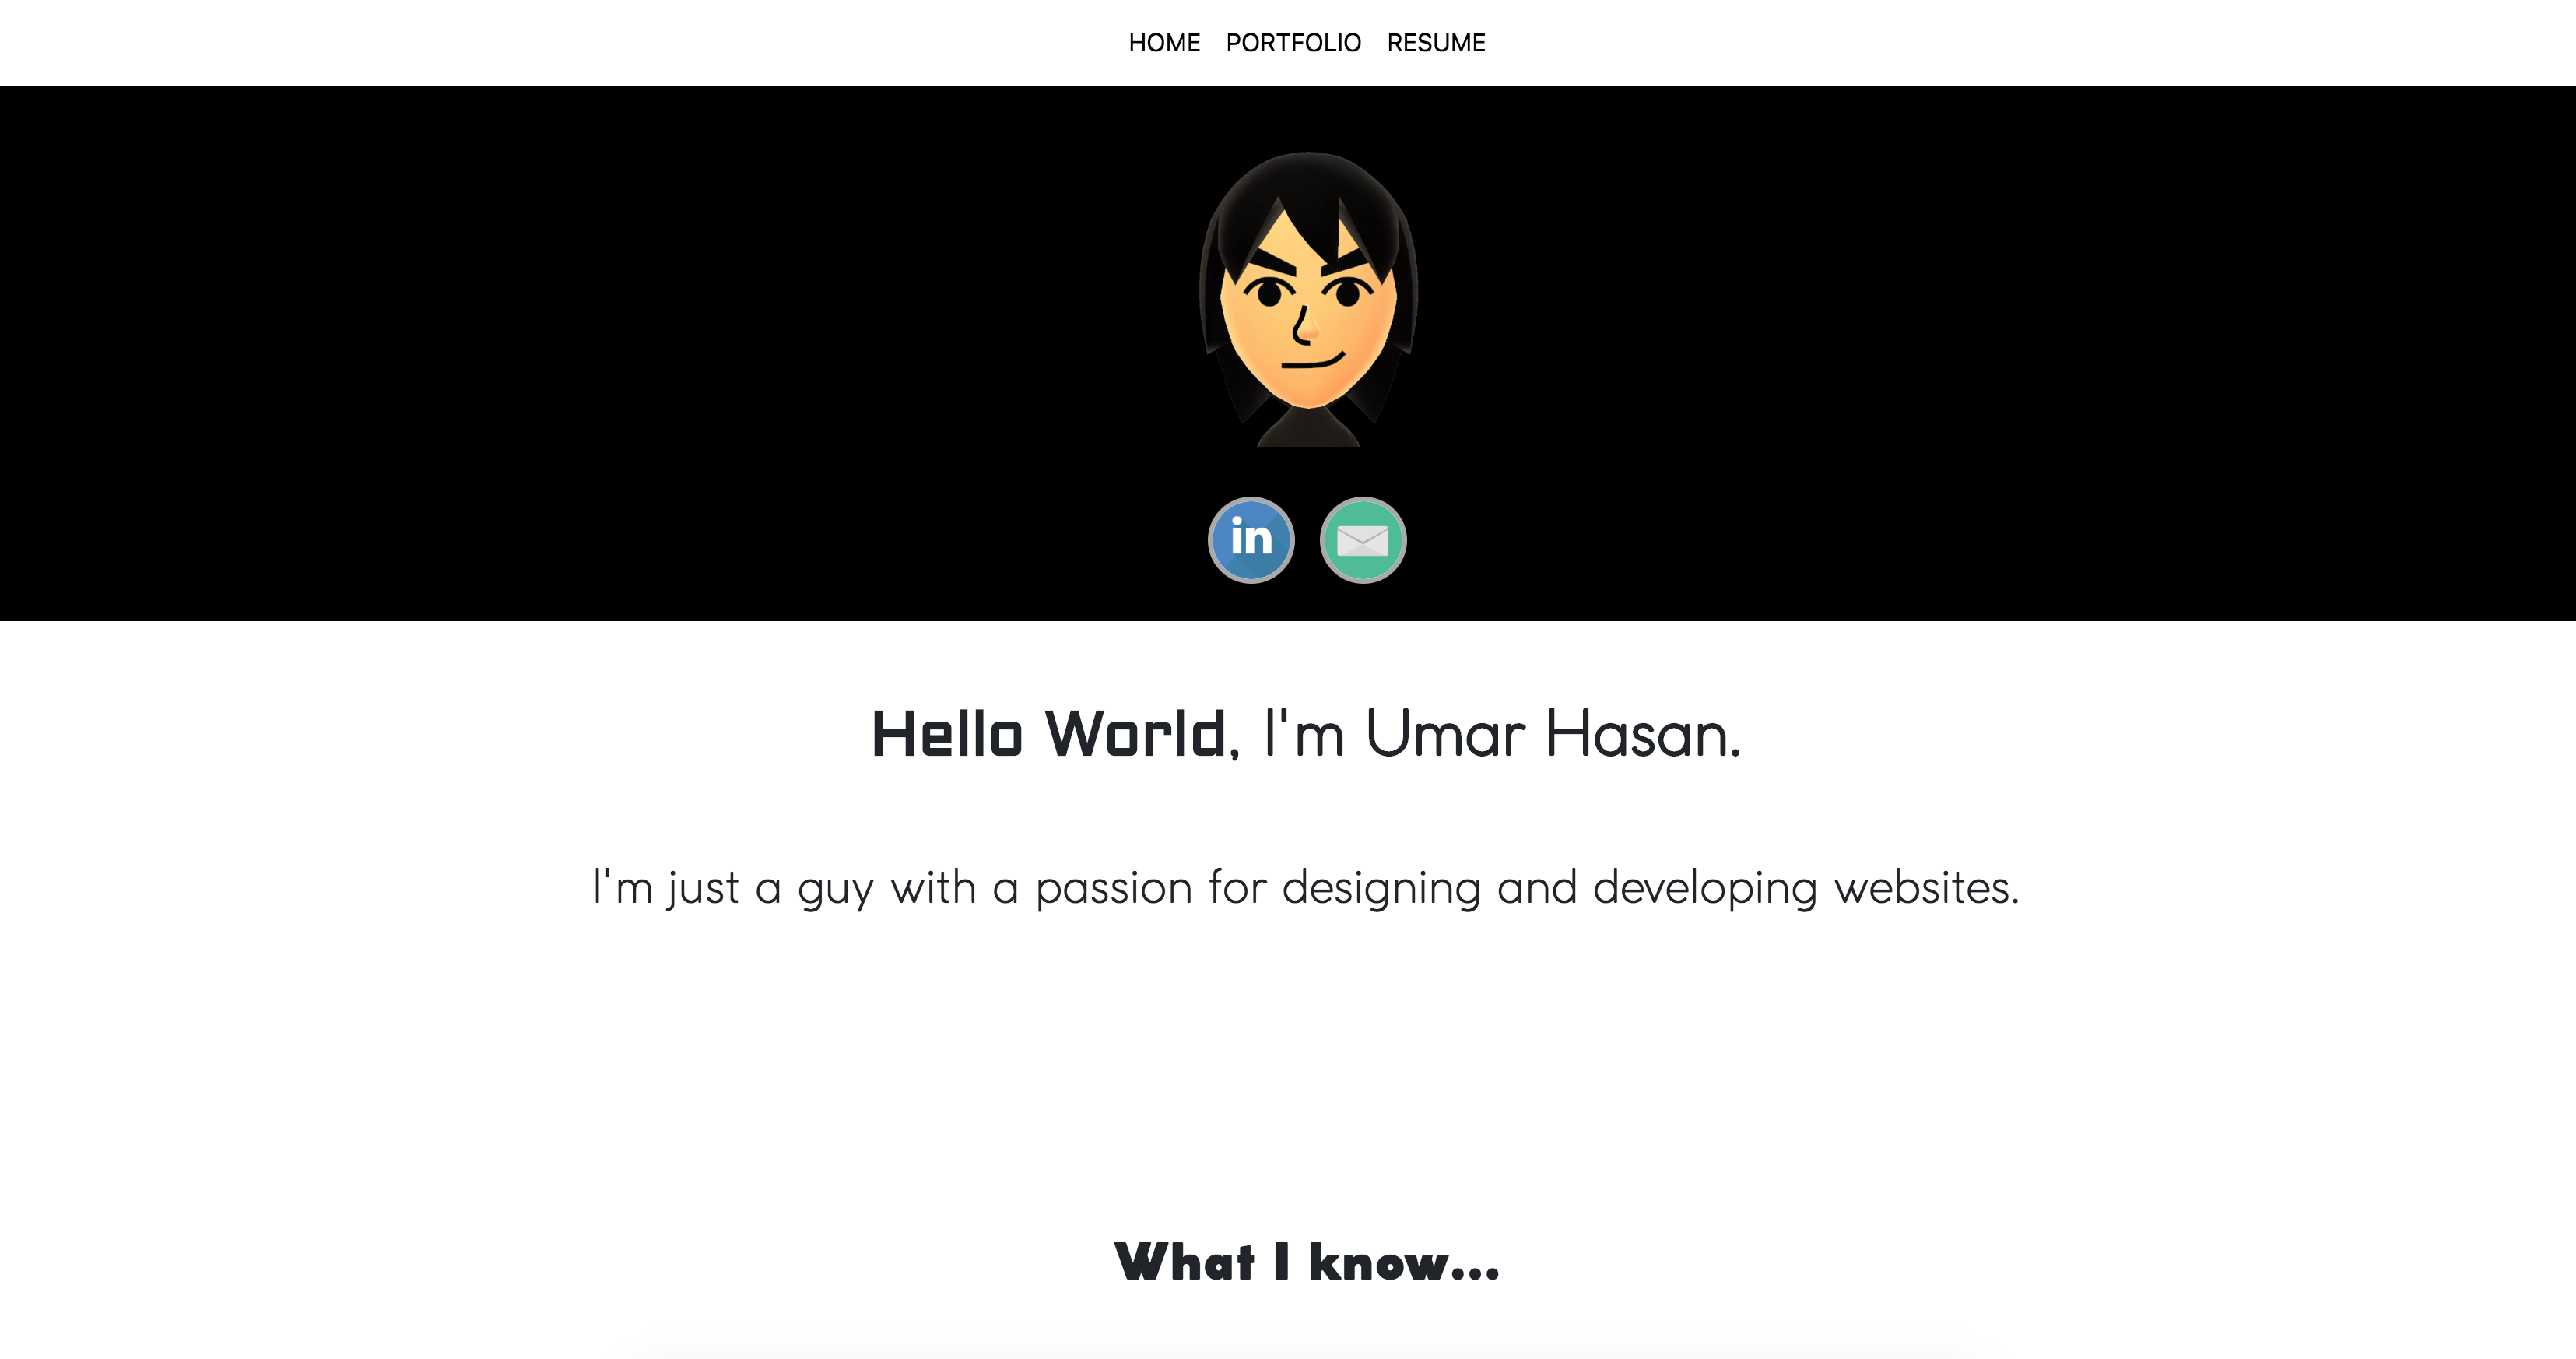 HOME PORTFOLIO RESUME
in
Hello World, I'm Umar Hasan.
I'm just a guy with a passion for designing and developing websites.
What I know...